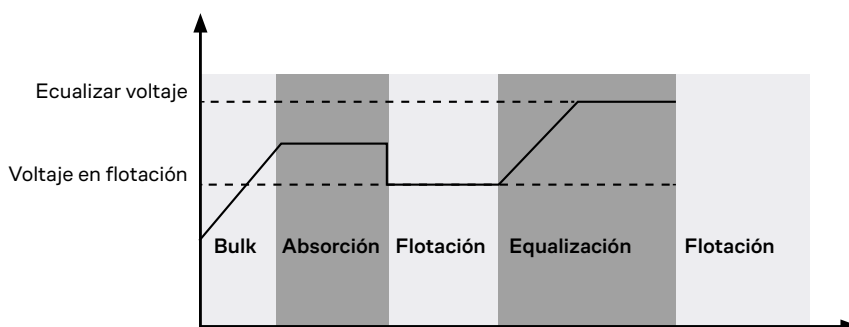 Ecualizar voltaje
Voltaje en flotación
Bulk Absorción Flotación Equalización Flotación